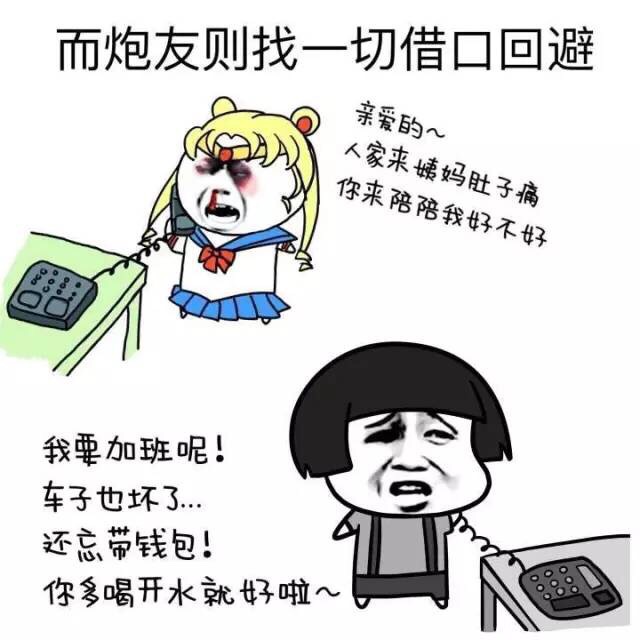 而炮友则找一切借口回避
亲爱的～
人家来姨妈肚子痛
你来陪陪我好不好
我要加班呢！
车子也坏了...
还忘带钱包！
你多喝开水就好啦～